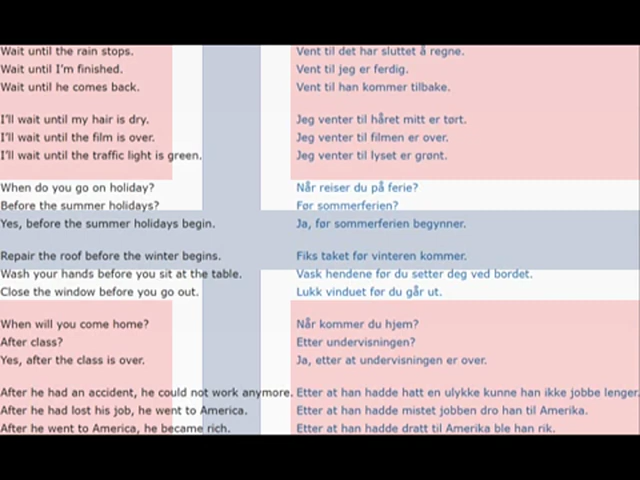 Wait until the rain stops. Vent til det har sluttet å regne.
Wait until I'm finished. Vent til jeg er ferdig.
Wait until he comes back. Vent til han kommer tilbake.
I'll wait until my hair is dry. Jeg venter til håret mitt er tørt.
I'll wait until the film is over. Jeg venter til filmen er over.
I'll wait until the traffic light is green. Jeg venter til lyset er grønt.
When do you go on holiday? Når reiser du på ferie?
Before the summer holidays? Før sommerferien?
Yes, before the summer holidays begin. Ja, før sommerferien begynner.
Repair the roof before the winter begins. Fiks taket før vinteren kommer.
Wash your hands before you sit at the table. Vask hendene før du setter deg ved bordet.
Close the window before you go out. Lukk vinduet før du går ut.
When will you come home? Når kommer du hjem?
After class? Etter undervisningen?
Yes, after the class is over. Ja, etter at undervisningen er over.
After he had an accident, he could not work anymore. Etter at han hadde hatt en ulykke kunne han ikke jobbe lenger.
After he had lost his job, he went to America. Etter at han hadde mistet jobben dro han til Amerika.
After he went to America, he became rich. Etter at han hadde dratt til Amerika ble han rik.